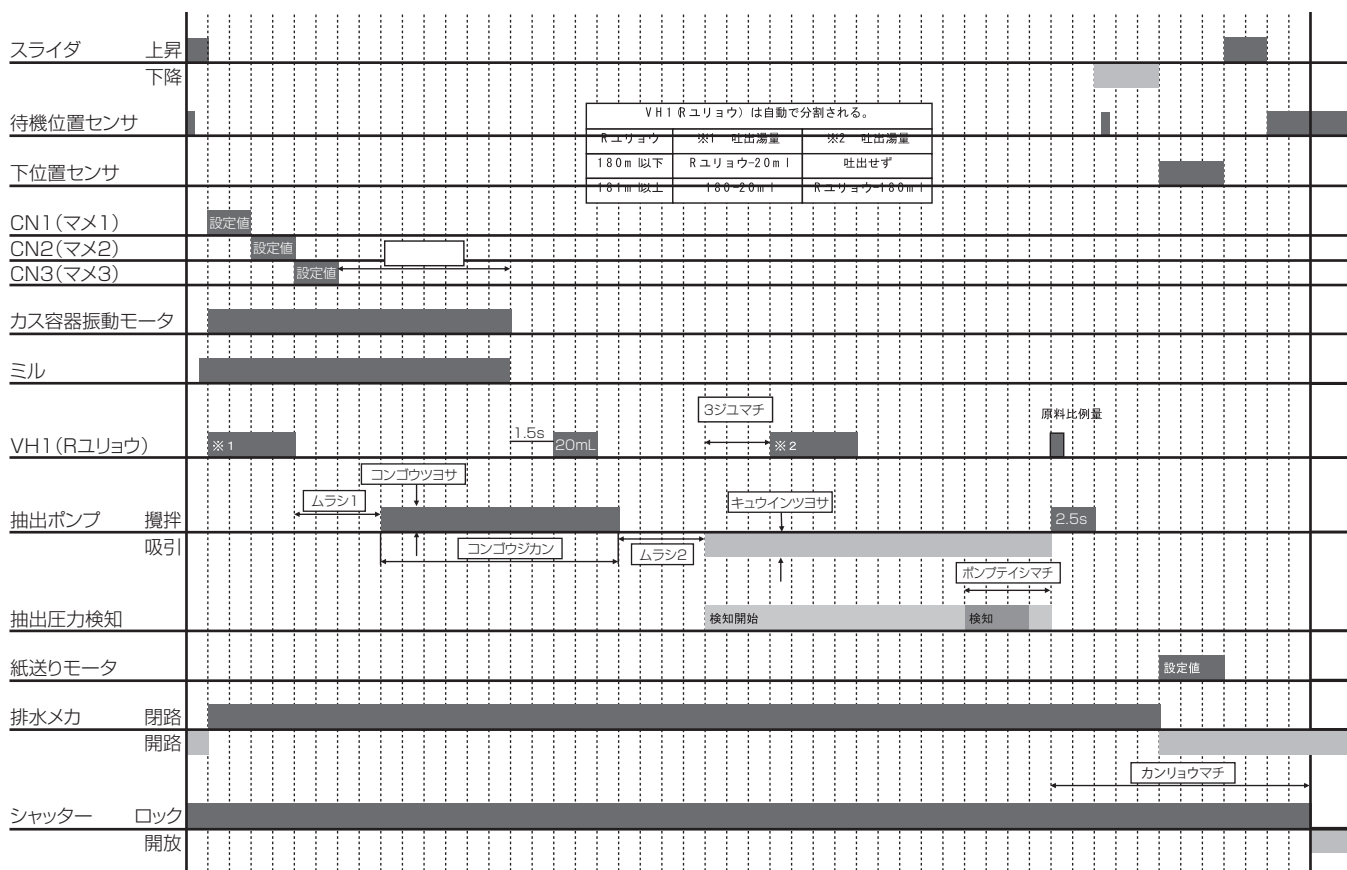 スライダ 上昇
下降
待機位置センサ
VH1(Rユリョウ)は自動で分割される。
Rユリョウ ※1 吐出湯量 ※2 吐出湯量
180ml以下 Rユリョウ-20ml 吐出せず
181ml以上 180-20ml Rユリョウ-180ml
下位置センサ
CN1(マメ1) 設定値
CN2(マメ2) 設定値
CN3(マメ3) 設定値
カス容器振動モータ
ミル
VH1(Rユリョウ) ※1 1.5s 20mL 3ジユマチ ※2 原料比例量
コンゴウツヨサ
ムラシ1
キュウインツヨサ
抽出ポンプ 攪拌 2.5s
吸引
コンゴウジカン
ムラシ2
ポンプテイシマチ
抽出圧力検知 検知開始 検知
紙送りモータ 設定値
排水メカ 閉路
開路
カンリョウマチ
シャッター ロック
開放